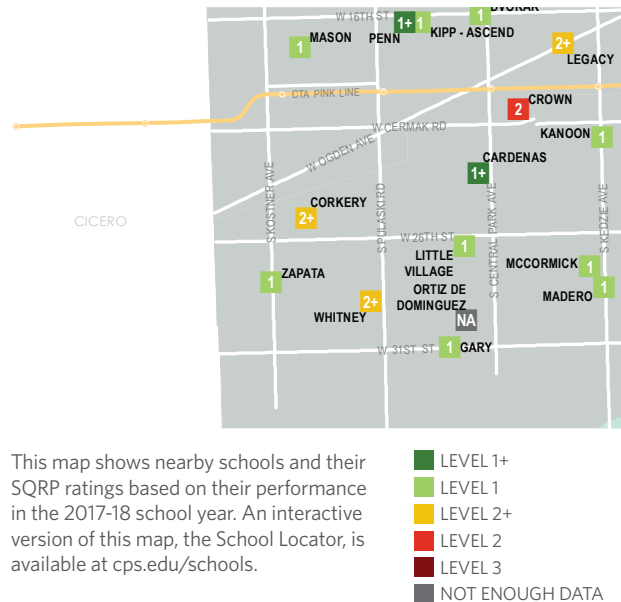 DVORAK
W 16TH ST
1+
1
1
MASON
1
PENN
KIPP - ASCEND
2+
LEGACY
CTA PINK LINE
CROWN
2
W CERMAK RD
KANOON
1
W OGDEN AVE
CARDENAS
1+
S KOSTNER AVE
S PULASKI RD
S CENTRAL PARK AVE
S KEDZIE AVE
CORKERY
2+
CICERO
W 26TH ST
1
LITTLE
VILLAGE
MCCORMICK
1
ZAPATA
1
ORTIZ DE
DOMINGUEZ
MADERO
1
2+
WHITNEY
NA
W 31ST ST
1
GARY
This map shows nearby schools and their
SQRP ratings based on their performance
in the 2017-18 school year. An interactive
version of this map, the School Locator, is
available at cps.edu/schools.
LEVEL 1+
LEVEL 1
LEVEL 2+
LEVEL 2
LEVEL 3
NOT ENOUGH DATA